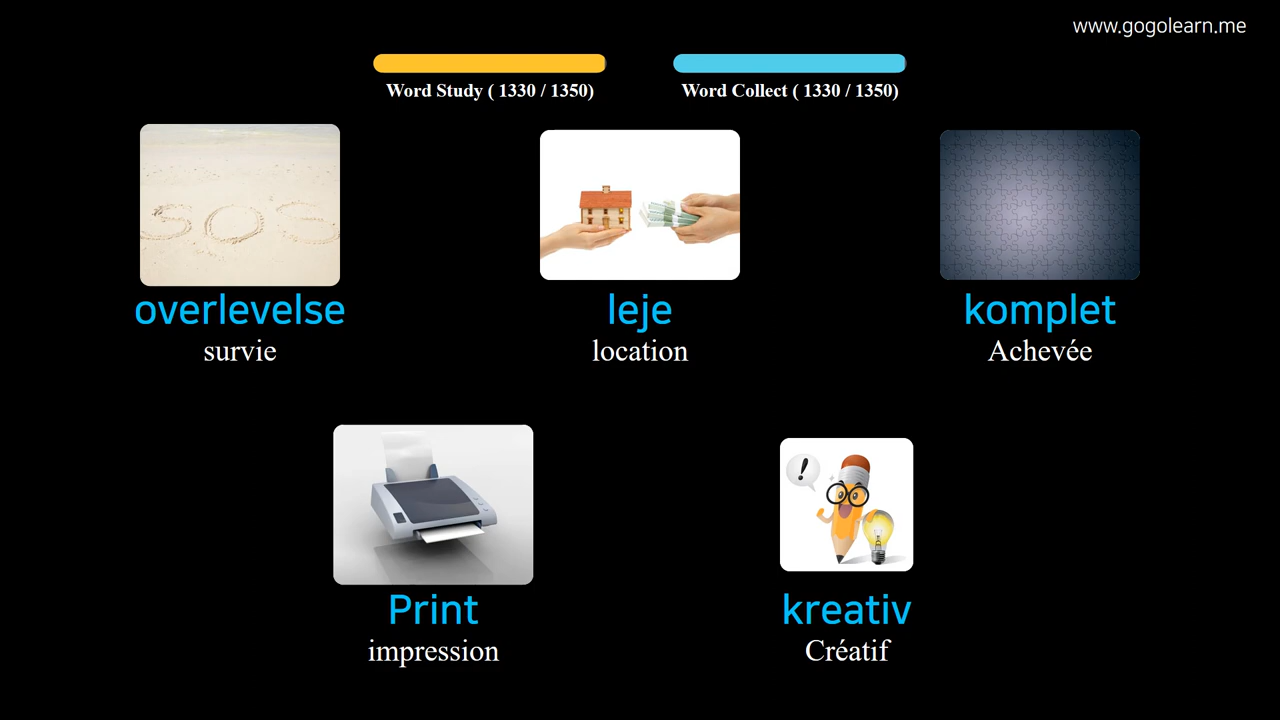 www.gogolearn.me
Word Study ( 1330 / 1350)
Word Collect ( 1330 / 1350)
SOS
overlevelse
survie
leje
location
komplet
Achevée
!
Print
impression
kreativ
Créatif